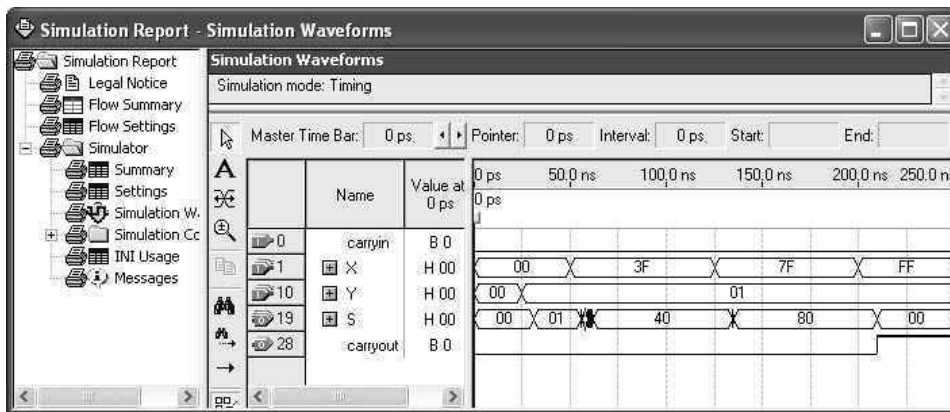 Simulation Report - Simulation Waveforms
Simulation Report
Legal Notice
Flow Summary
Flow Settings
Simulator
Summary
Settings
Simulation W
Simulation Cc
INI Usage
Messages
Simulation Waveforms
Simulation mode: Timing
Master Time Bar: 0 ps Pointer: 0 ps Interval: 0 ps Start: End:
Name Value at 0 ps 0 ps 50.0 ns 100.0 ns 150.0 ns 200.0 ns 250.0 n
0 ps
0 carryin B 0
1 X H 00 00 3F 7F FF
10 Y H 00 00 01
19 S H 00 00 01 40 80 00
28 carryout B 0